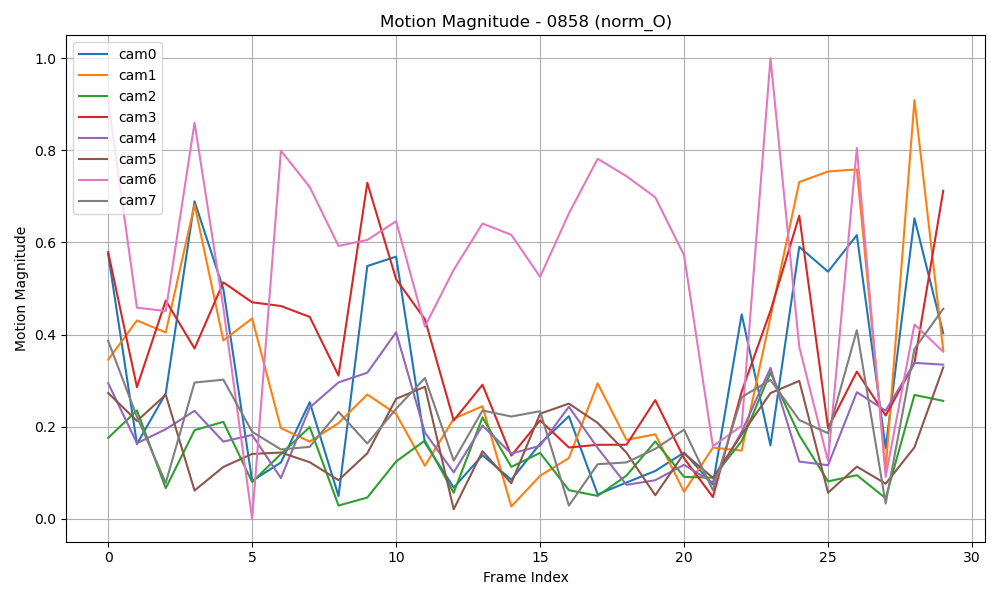 Motion Magnitude - 0858 (norm_O)
cam0
cam1
cam2
cam3
cam4
cam5
cam6
cam7
Motion Magnitude
1.0
0.8
0.6
0.4
0.2
0.0
0 5 10 15 20 25 30
Frame Index